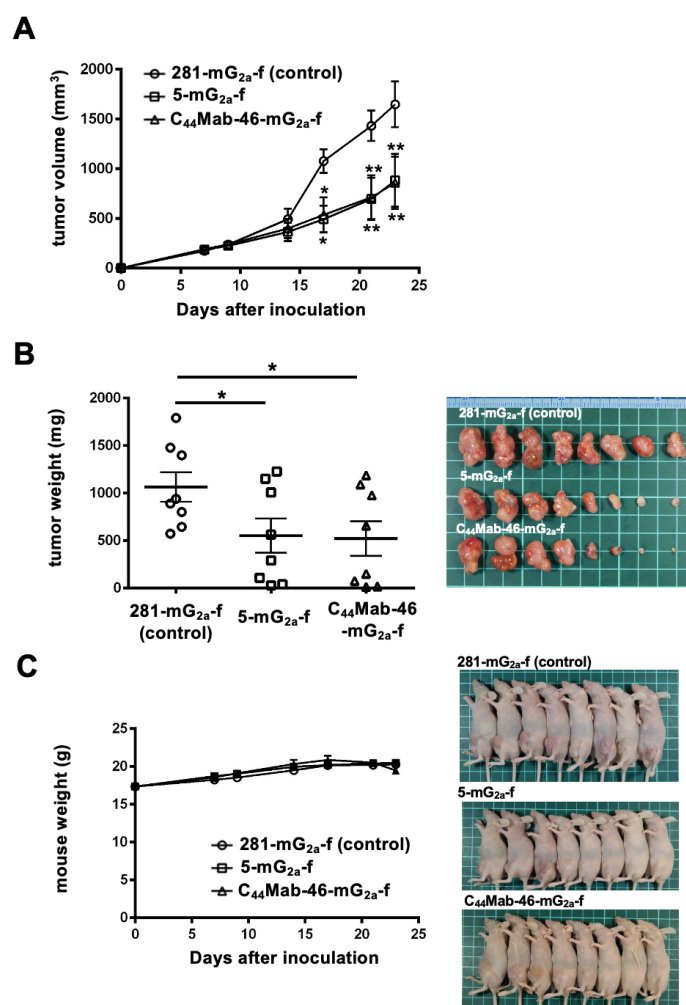 A
281-mG2a-f (control)
5-mG2a-f
C44Mab-46-mG2a-f
tumor volume (mm3)
2000
1500
1000
500
0
* ** **
* ** **
0 5 10 15 20 25
Days after inoculation
B
*
*
tumor weight (mg)
2000
1500
1000
500
0
281-mG2a-f
(control)
5-mG2a-f
C44Mab-46
-mG2a-f
281-mG2a-f (control)
5-mG2a-f
C44Mab-46-mG2a-f
C
mouse weight (g)
25
20
15
10
5
0
281-mG2a-f (control)
5-mG2a-f
C44Mab-46-mG2a-f
0 5 10 15 20 25
Days after inoculation
281-mG2a-f (control)
5-mG2a-f
C44Mab-46-mG2a-f